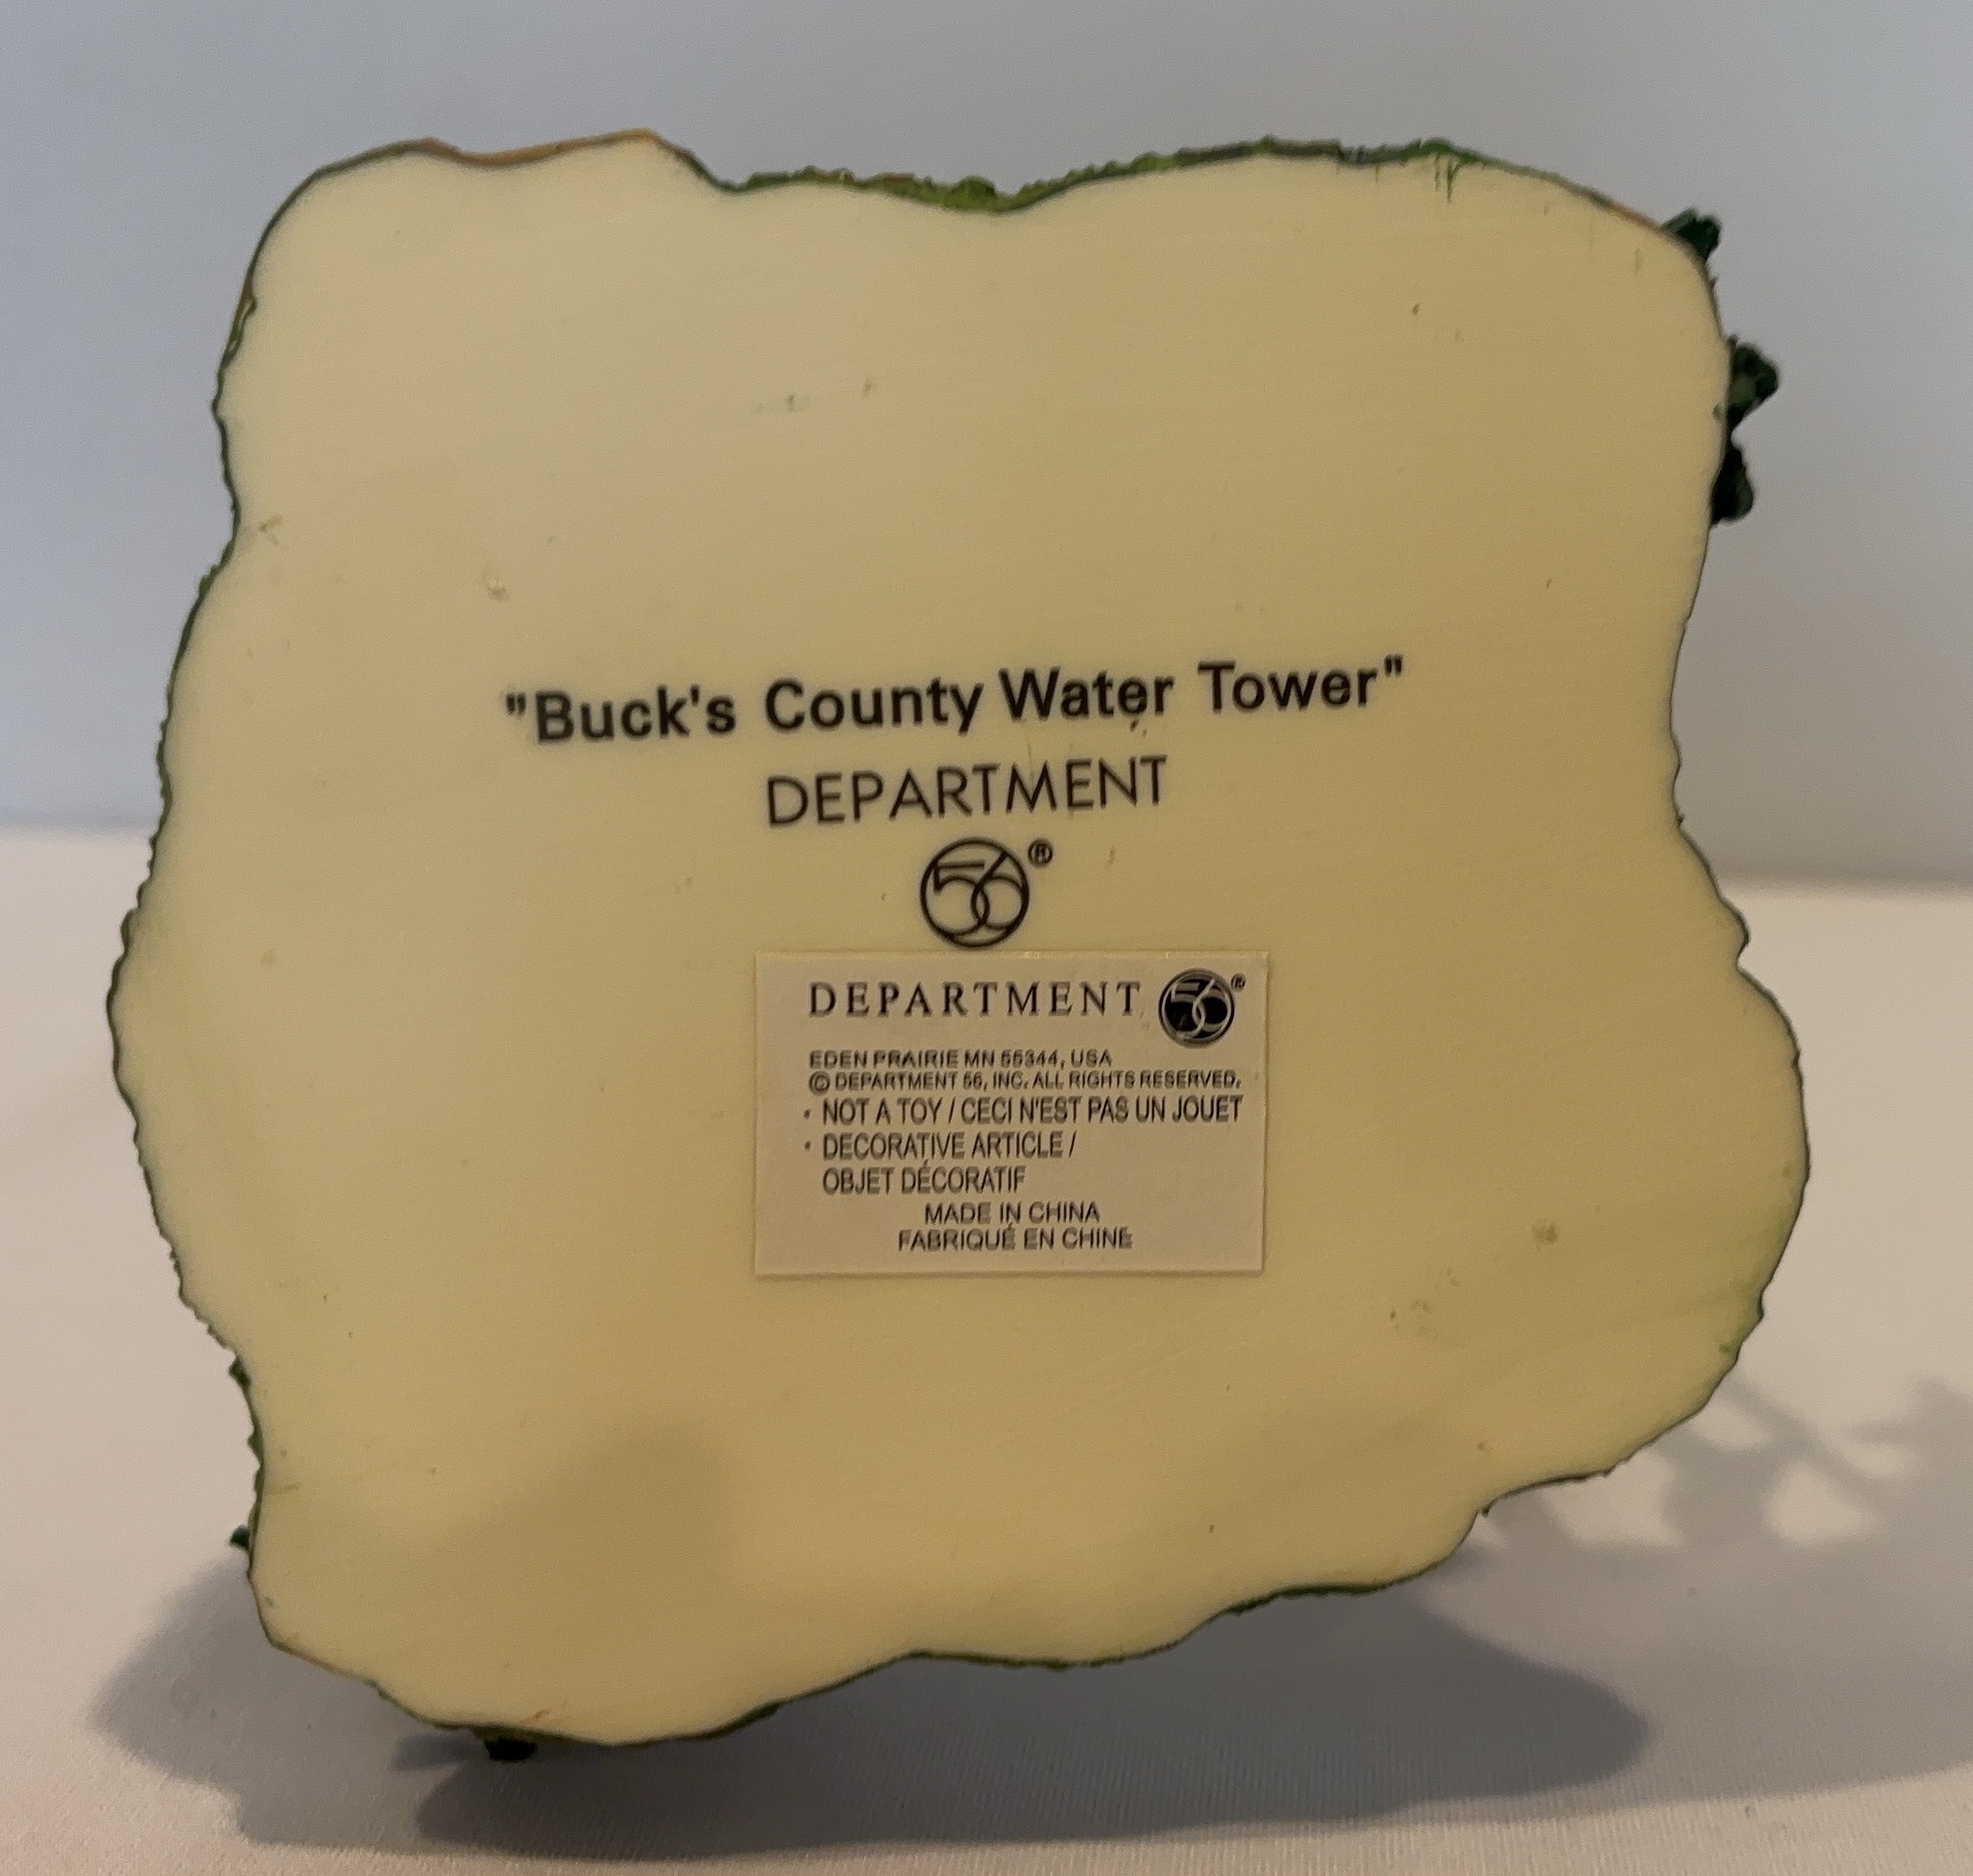 "Buck's County Water Tower"
DEPARTMENT
56®
DEPARTMENT 56®
EDEN PRAIRIE MN 55344, USA
© DEPARTMENT 56, INC. ALL RIGHTS RESERVED.
• NOT A TOY / CECI N'EST PAS UN JOUET
• DECORATIVE ARTICLE /
OBJET DÉCORATIF
MADE IN CHINA
FABRIQUÉ EN CHINE